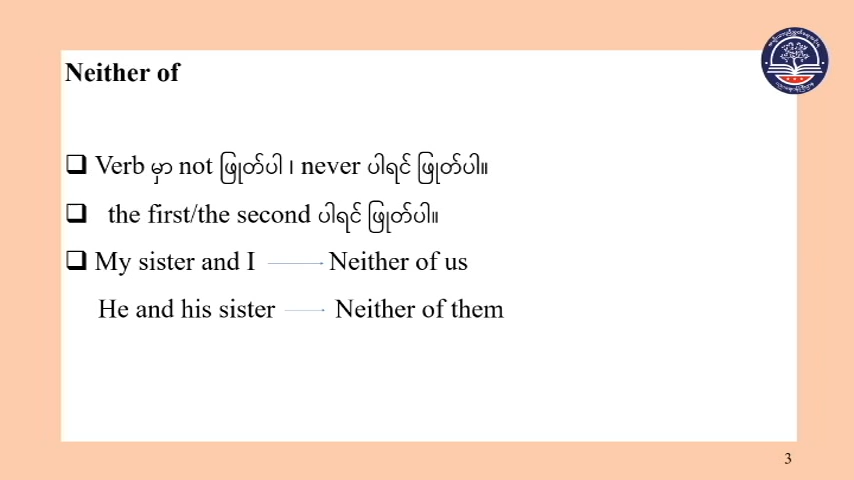 Neither of
❑ Verb မှာ not ဖြုတ်ပါ ၊ never ပါရင် ဖြုတ်ပါ။
❑ the first/the second ပါရင် ဖြုတ်ပါ။
❑ My sister and I → Neither of us
He and his sister → Neither of them
3